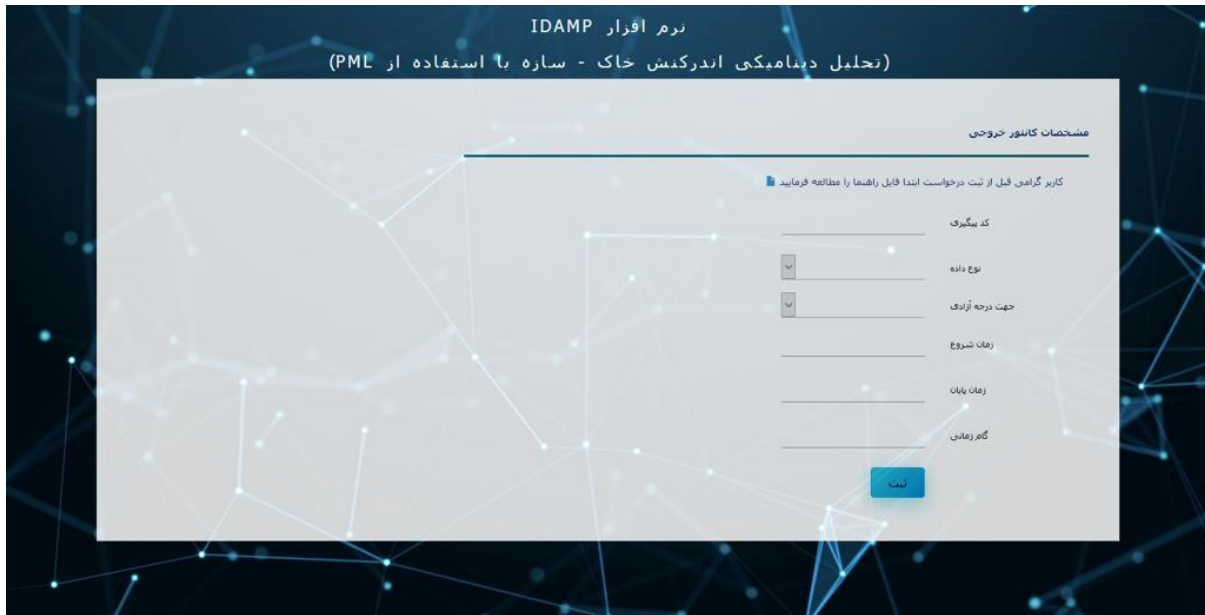 نرم افزار IDAMP
(تحلیل دینامیکی اندرکنش خاک - سازه با استفاده از PML)
مشخصات کانتور خروجی
کاربر گرامی قبل از ثبت درخواست ابتدا فایل راهنما را مطالعه فرمایید
کد پیگیری
نوع داده
جهت درجه آزادی
زمان شروع
زمان پایان
گام زمانی
ثبت